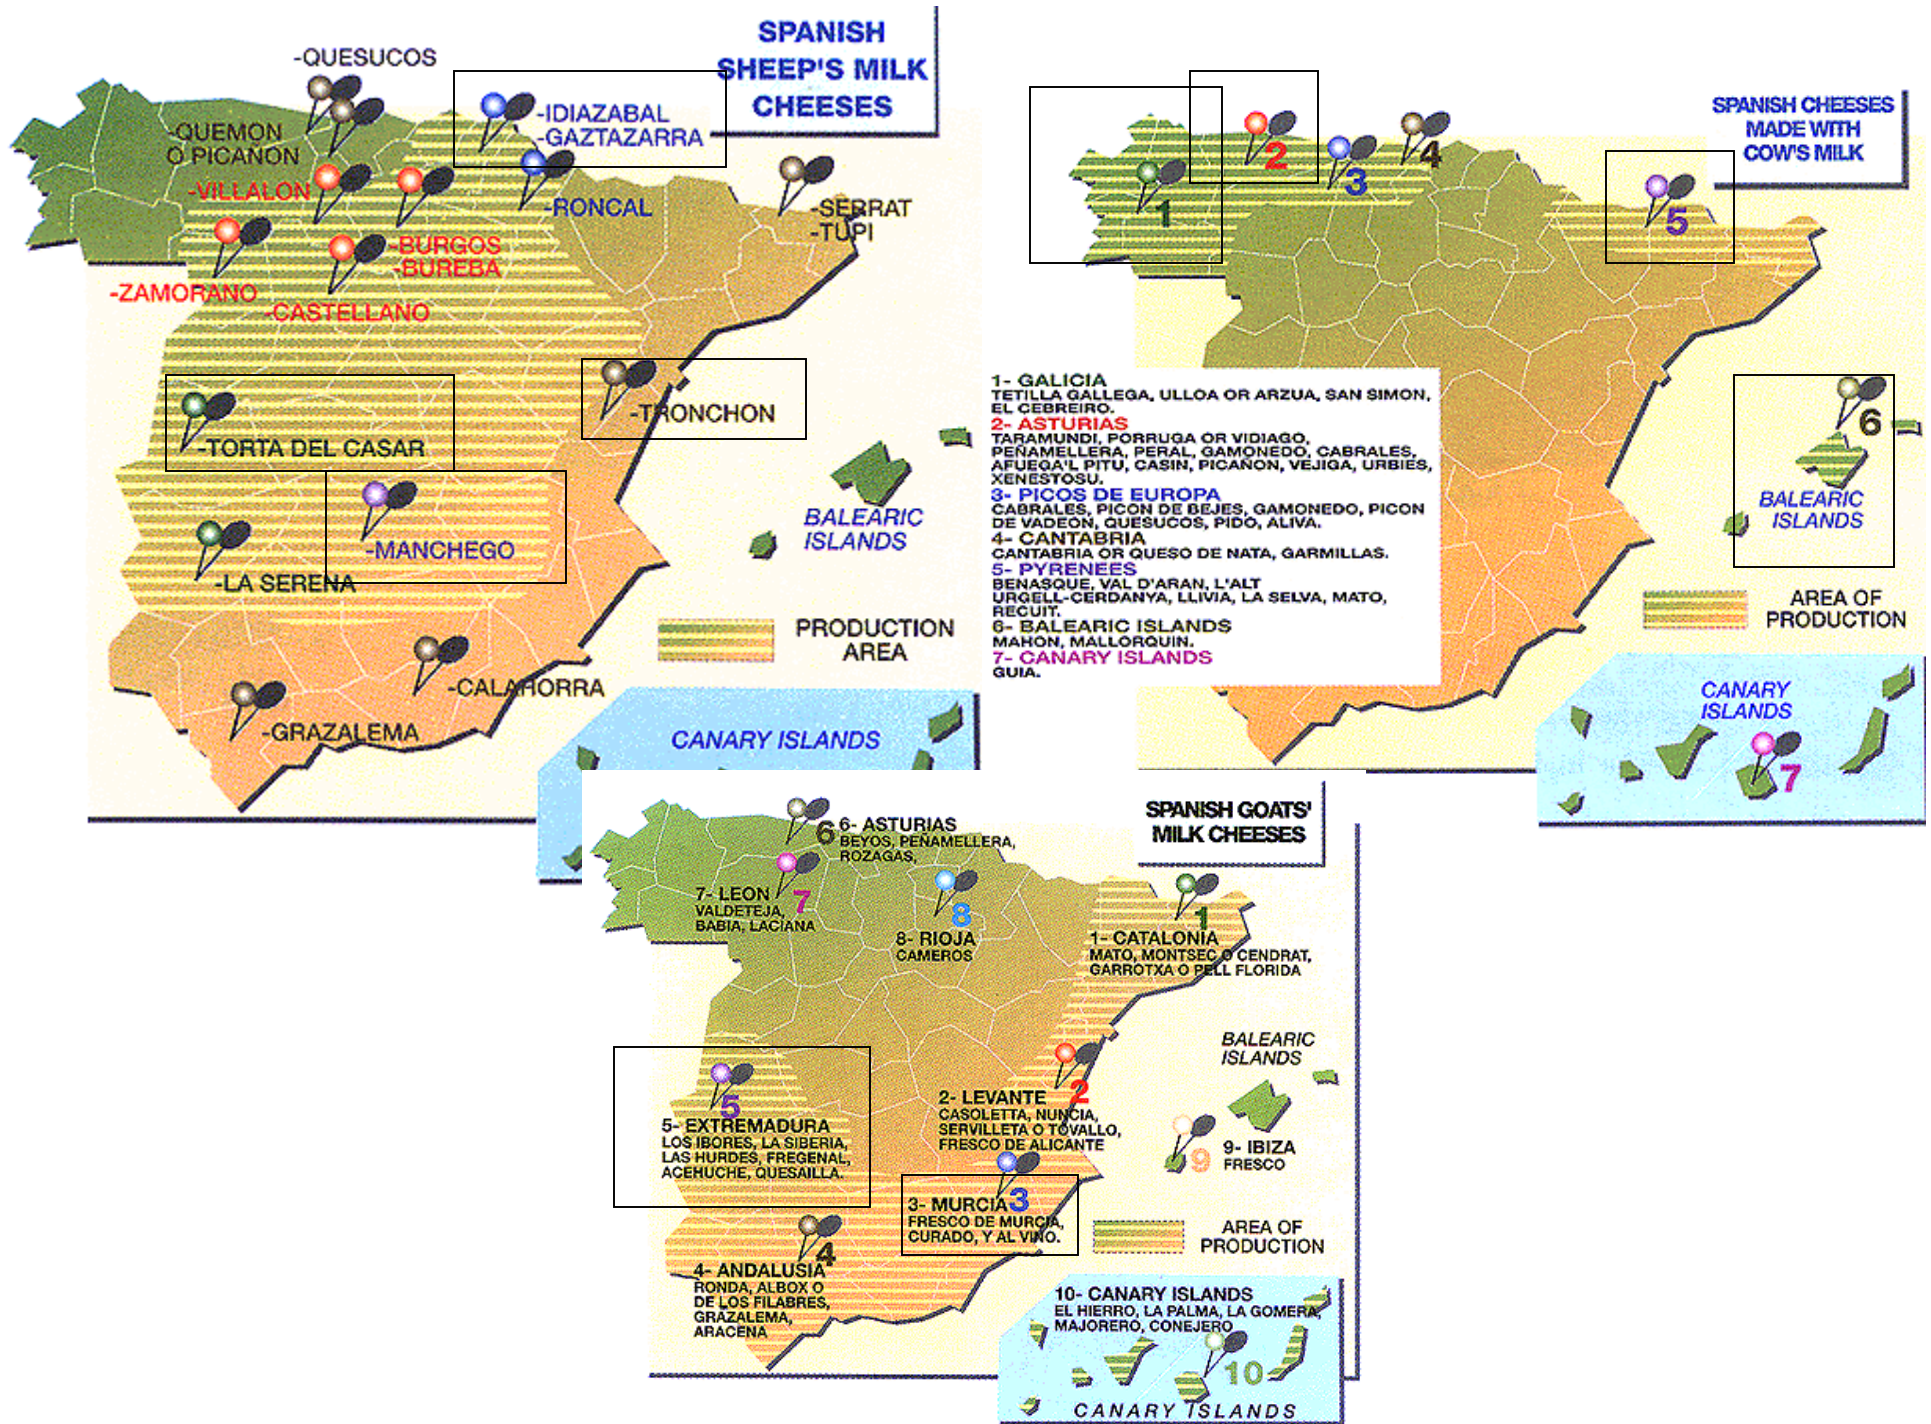 SPANISH
SHEEP'S MILK
CHEESES
-QUESUCOS
-IDIAZABAL
-GAZTAZARRA
-QUEMON
O PICAÑON
-VILLALON
-RONCAL
-SERRAT
-TUPI
-BURGOS
-BUREBA
-ZAMORANO
-CASTELLANO
-TRONCHON
-TORTA DEL CASAR
-MANCHEGO
-LA SERENA
BALEARIC
ISLANDS
PRODUCTION
AREA
-CALAHORRA
-GRAZALEMA
CANARY ISLANDS
SPANISH CHEESES
MADE WITH
COW'S MILK
1
2
3
4
5
6
BALEARIC
ISLANDS
1- GALICIA
TETILLA GALLEGA, ULLOA OR ARZUA, SAN SIMON,
EL CEBREIRO.
2- ASTURIAS
TARAMUNDI, PORRUGA OR VIDIAGO,
PEÑAMELLERA, PERAL, GAMONEDO, CABRALES,
AFUEGA'L PITU, CASIN, PICAÑON, VEJIGA, URBIES,
XENESTOSU.
3- PICOS DE EUROPA
CABRALES, PICON DE BEJES, GAMONEDO, PICON
DE VADEON, QUESUCOS, PIDO, ALIVA.
4- CANTABRIA
CANTABRIA OR QUESO DE NATA, GARMILLAS.
5- PYRENEES
BENASQUE, VAL D'ARAN, L'ALT
URGELL-CERDANYA, LLIVIA, LA SELVA, MATO,
RECUIT.
6- BALEARIC ISLANDS
MAHON, MALLORQUIN.
7- CANARY ISLANDS
GUIA.
AREA OF
PRODUCTION
CANARY
ISLANDS
7
SPANISH GOATS'
MILK CHEESES
6
6- ASTURIAS
BEYOS, PEÑAMELLERA,
ROZAGAS,
7
7- LEON
VALDETEJA,
BABIA, LACIANA
8
8- RIOJA
CAMEROS
1
1- CATALONIA
MATO, MONTSEC O CENDRAT,
GARROTXA O PELL FLORIDA
BALEARIC
ISLANDS
2
2- LEVANTE
CASOLETTA, NUNCIA,
SERVILLETA O TOVALLO,
FRESCO DE ALICANTE
5
5- EXTREMADURA
LOS IBORES, LA SIBERIA,
LAS HURDES, FREGENAL,
ACEHUCHE, QUESAILLA.
9
9- IBIZA
FRESCO
3
3- MURCIA
FRESCO DE MURCIA,
CURADO, Y AL VINO.
AREA OF
PRODUCTION
4
4- ANDALUSIA
RONDA, ALBOX O
DE LOS FILABRES,
GRAZALEMA,
ARACENA
10- CANARY ISLANDS
EL HIERRO, LA PALMA, LA GOMERA,
MAJORERO, CONEJERO
10
CANARY ISLANDS